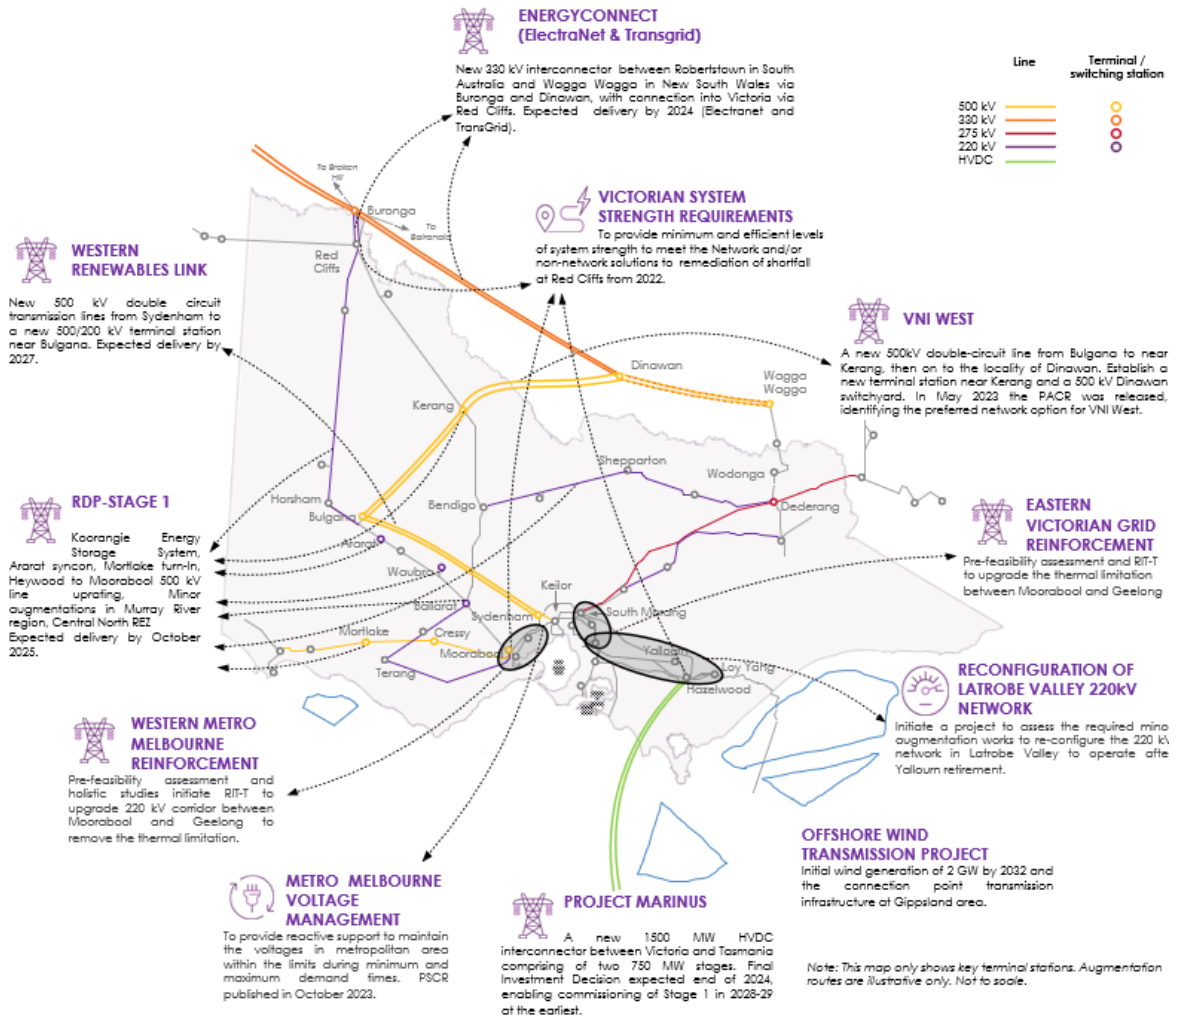 ENERGYCONNECT
(ElectraNet & Transgrid)
New 330 kV interconnector between Robertstown in South
Australia and Wagga Wagga in New South Wales via
Buronga and Dinawan, with connection into Victoria via
Red Cliffs. Expected delivery by 2024 (Electranet and
TransGrid).
Line
Terminal /
switching station
500 kV
330 kV
275 kV
220 kV
HVDC
To Broken
Hill
Buronga
To
Balranald
Red
Cliffs
VICTORIAN SYSTEM
STRENGTH REQUIREMENTS
To provide minimum and efficient levels
of system strength to meet the Network and/or
non-network solutions to remediation of shortfall
at Red Cliffs from 2022.
WESTERN
RENEWABLES LINK
New 500 kV double circuit
transmission lines from Sydenham to
a new 500/200 kV terminal station
near Bulgana. Expected delivery by
2027.
VNI WEST
A new 500kV double-circuit line from Bulgana to near
Kerang, then on to the locality of Dinawan. Establish a
new terminal station near Kerang and a 500 kV Dinawan
switchyard. In May 2023 the PACR was released,
identifying the preferred network option for VNI West.
Dinawan
Wagga
Wagga
Kerang
Shepparton
Wodonga
Horsham
Bulgana
Bendigo
Dederang
Ararat
Waubra
Ballarat
Keilor
Sydenham
South Morang
Mortlake
Cressy
Moorabool
Terang
Yallourn
Loy Yang
Hazelwood
RDP-STAGE 1
Koorangie Energy
Storage System,
Ararat syncon, Mortlake turn-In,
Heywood to Moorabool 500 kV
line uprating, Minor
augmentations in Murray River
region, Central North REZ
Expected delivery by October
2025.
EASTERN
VICTORIAN GRID
REINFORCEMENT
Pre-feasibility assessment and RIT-T
to upgrade the thermal limitation
between Moorabool and Geelong
RECONFIGURATION OF
LATROBE VALLEY 220kV
NETWORK
Initiate a project to assess the required mino
augmentation works to re-configure the 220 kV
network in Latrobe Valley to operate afte
Yallourn retirement.
WESTERN METRO
MELBOURNE
REINFORCEMENT
Pre-feasibility assessment and
holistic studies initiate RIT-T to
upgrade 220 kV corridor between
Moorabool and Geelong to
remove the thermal limitation.
OFFSHORE WIND
TRANSMISSION PROJECT
Initial wind generation of 2 GW by 2032 and
the connection point transmission
infrastructure at Gippsland area.
METRO MELBOURNE
VOLTAGE
MANAGEMENT
To provide reactive support to maintain
the voltages in metropolitan area
within the limits during minimum and
maximum demand times. PSCR
published in October 2023.
PROJECT MARINUS
A new 1500 MW HVDC
interconnector between Victoria and Tasmania
comprising of two 750 MW stages. Final
Investment Decision expected end of 2024,
enabling commissioning of Stage 1 in 2028-29
at the earliest.
Note: This map only shows key terminal stations. Augmentation
routes are illustrative only. Not to scale.